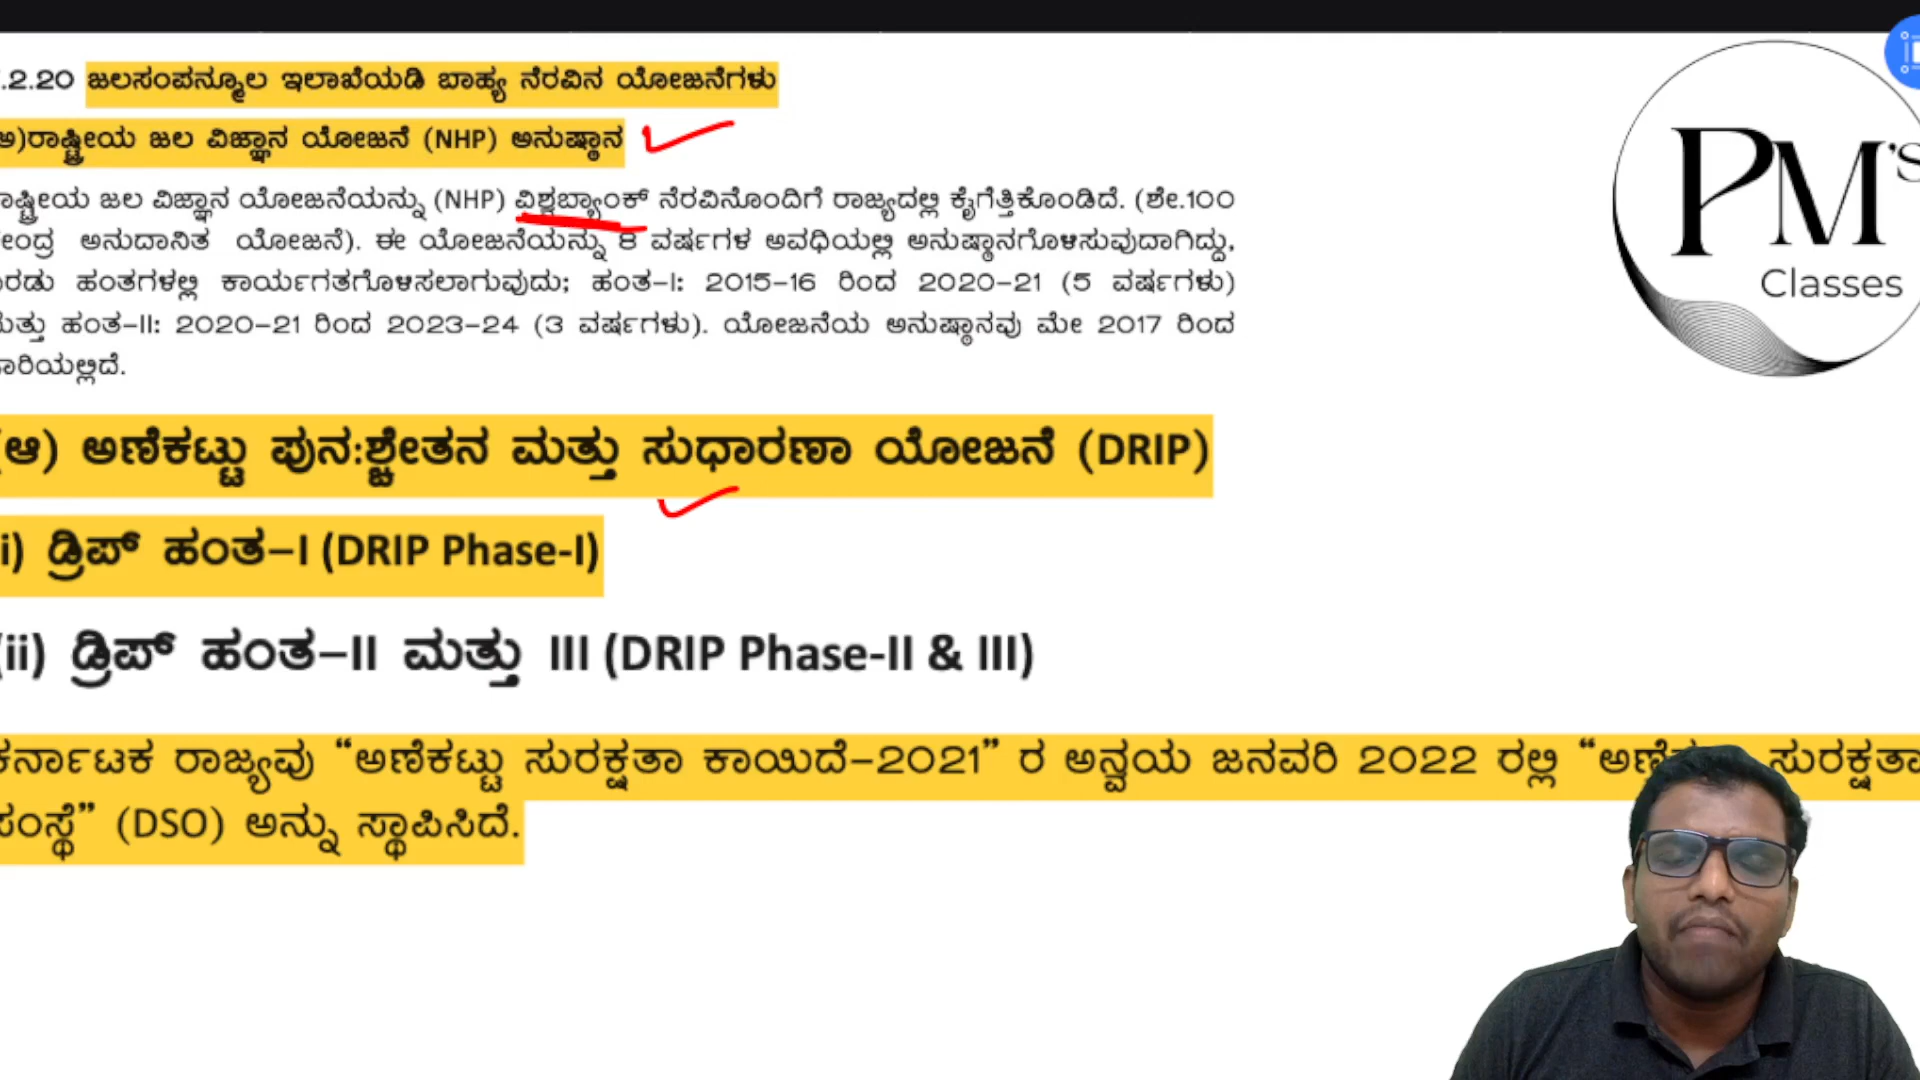 .2.20 ಜಲಸಂಪನ್ಮೂಲ ಇಲಾಖೆಯಡಿ ಬಾಹ್ಯ ನೆರವಿನ ಯೋಜನೆಗಳು
ಅ)ರಾಷ್ಟ್ರೀಯ ಜಲ ವಿಜ್ಞಾನ ಯೋಜನೆ (NHP) ಅನುಷ್ಠಾನ
ರಾಷ್ಟ್ರೀಯ ಜಲ ವಿಜ್ಞಾನ ಯೋಜನೆಯನ್ನು (NHP) ವಿಶ್ವಬ್ಯಾಂಕ್ ನೆರವಿನೊಂದಿಗೆ ರಾಜ್ಯದಲ್ಲಿ ಕೈಗೆತ್ತಿಕೊಂಡಿದೆ. (ಶೇ.100
ಕೇಂದ್ರ ಅನುದಾನಿತ ಯೋಜನೆ). ಈ ಯೋಜನೆಯನ್ನು 8 ವರ್ಷಗಳ ಅವಧಿಯಲ್ಲಿ ಅನುಷ್ಠಾನಗೊಳಿಸುವುದಾಗಿದ್ದು,
ಎರಡು ಹಂತಗಳಲ್ಲಿ ಕಾರ್ಯಗತಗೊಳಿಸಲಾಗುವುದು; ಹಂತ–I: 2015–16 ರಿಂದ 2020–21 (5 ವರ್ಷಗಳು)
ಮತ್ತು ಹಂತ–II: 2020–21 ರಿಂದ 2023–24 (3 ವರ್ಷಗಳು). ಯೋಜನೆಯ ಅನುಷ್ಠಾನವು ಮೇ 2017 ರಿಂದ
ಜಾರಿಯಲ್ಲಿದೆ.
(ಆ) ಅಣೆಕಟ್ಟು ಪುನ:ಶ್ಚೇತನ ಮತ್ತು ಸುಧಾರಣಾ ಯೋಜನೆ (DRIP)
i) ಡ್ರಿಪ್ ಹಂತ–I (DRIP Phase-I)
(ii) ಡ್ರಿಪ್ ಹಂತ–II ಮತ್ತು III (DRIP Phase-II & III)
ಕರ್ನಾಟಕ ರಾಜ್ಯವು “ಅಣೆಕಟ್ಟು ಸುರಕ್ಷತಾ ಕಾಯಿದೆ–2021” ರ ಅನ್ವಯ ಜನವರಿ 2022 ರಲ್ಲಿ “ ಸುರಕ್ಷತಾ
ಸಂಸ್ಥೆ” (DSO) ಅನ್ನು ಸ್ಥಾಪಿಸಿದೆ.
PM's
Classes